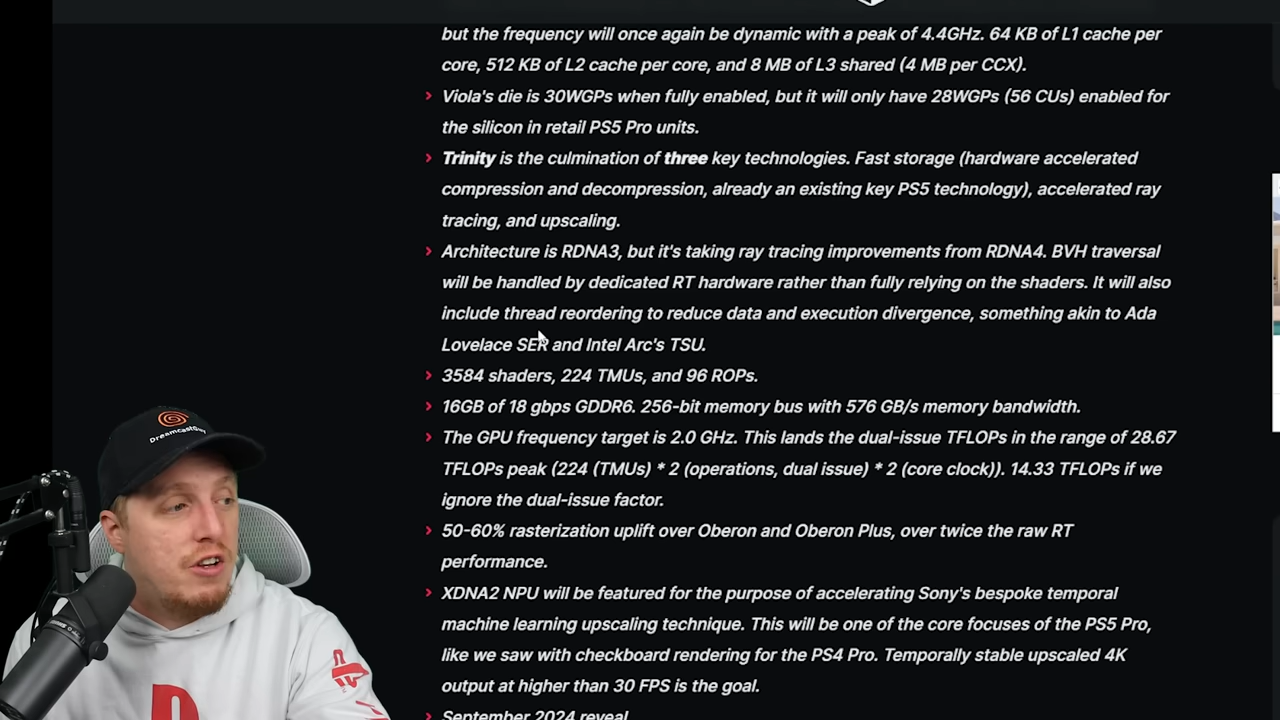 but the frequency will once again be dynamic with a peak of 4.4GHz. 64 KB of L1 cache per
core, 512 KB of L2 cache per core, and 8 MB of L3 shared (4 MB per CCX).
Viola's die is 30WGPs when fully enabled, but it will only have 28WGPs (56 CUs) enabled for
the silicon in retail PS5 Pro units.
Trinity is the culmination of three key technologies. Fast storage (hardware accelerated
compression and decompression, already an existing key PS5 technology), accelerated ray
tracing, and upscaling.
Architecture is RDNA3, but it's taking ray tracing improvements from RDNA4. BVH traversal
will be handled by dedicated RT hardware rather than fully relying on the shaders. It will also
include thread reordering to reduce data and execution divergence, something akin to Ada
Lovelace SER and Intel Arc's TSU.
3584 shaders, 224 TMUs, and 96 ROPs.
16GB of 18 gbps GDDR6. 256-bit memory bus with 576 GB/s memory bandwidth.
The GPU frequency target is 2.0 GHz. This lands the dual-issue TFLOPs in the range of 28.67
TFLOPs peak (224 (TMUs) * 2 (operations, dual issue) * 2 (core clock)). 14.33 TFLOPs if we
ignore the dual-issue factor.
50-60% rasterization uplift over Oberon and Oberon Plus, over twice the raw RT
performance.
XDNA2 NPU will be featured for the purpose of accelerating Sony's bespoke temporal
machine learning upscaling technique. This will be one of the core focuses of the PS5 Pro,
like we saw with checkboard rendering for the PS4 Pro. Temporally stable upscaled 4K
output at higher than 30 FPS is the goal.
September 2024 reveal
DreamcastGuy